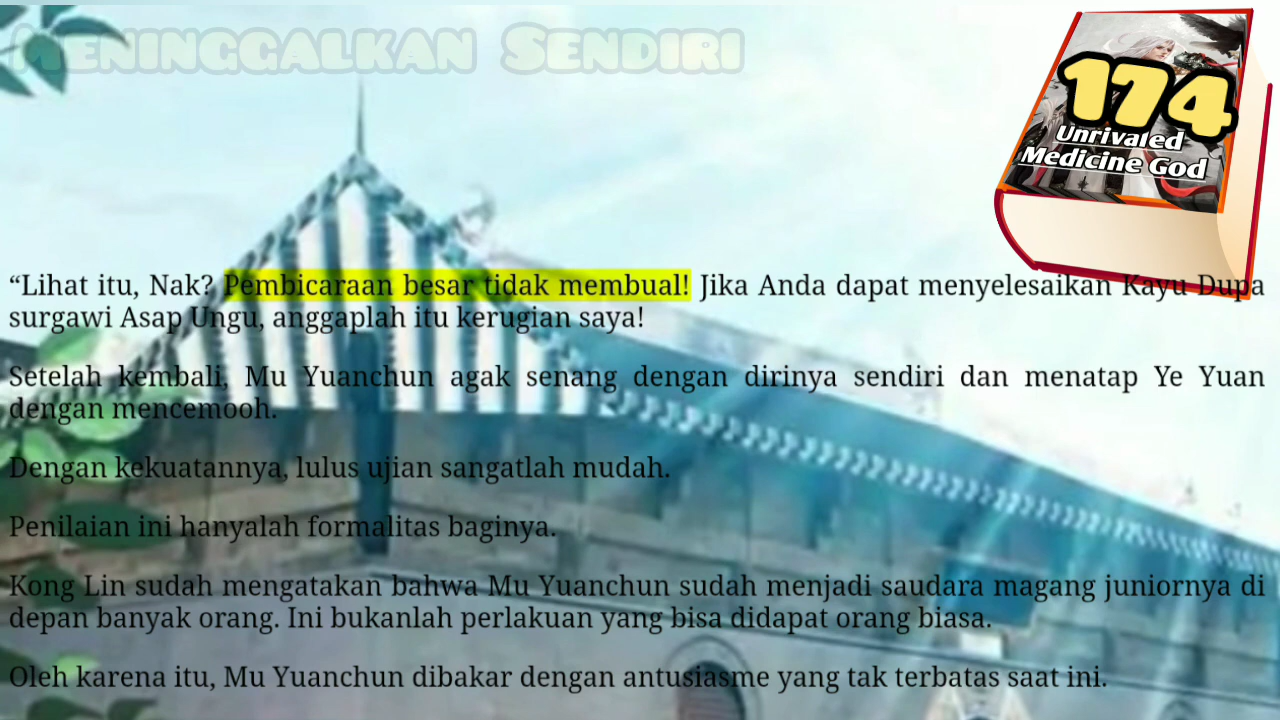 Meninggalkan Sendiri
174
Unrivaled
Medicine God
“Lihat itu, Nak? Pembicaraan besar tidak membual! Jika Anda dapat menyelesaikan Kayu Dupa
surgawi Asap Ungu, anggaplah itu kerugian saya!
Setelah kembali, Mu Yuanchun agak senang dengan dirinya sendiri dan menatap Ye Yuan
dengan mencemooh.
Dengan kekuatannya, lulus ujian sangatlah mudah.
Penilaian ini hanyalah formalitas baginya.
Kong Lin sudah mengatakan bahwa Mu Yuanchun sudah menjadi saudara magang juniornya di
depan banyak orang. Ini bukanlah perlakuan yang bisa didapat orang biasa.
Oleh karena itu, Mu Yuanchun dibakar dengan antusiasme yang tak terbatas saat ini.